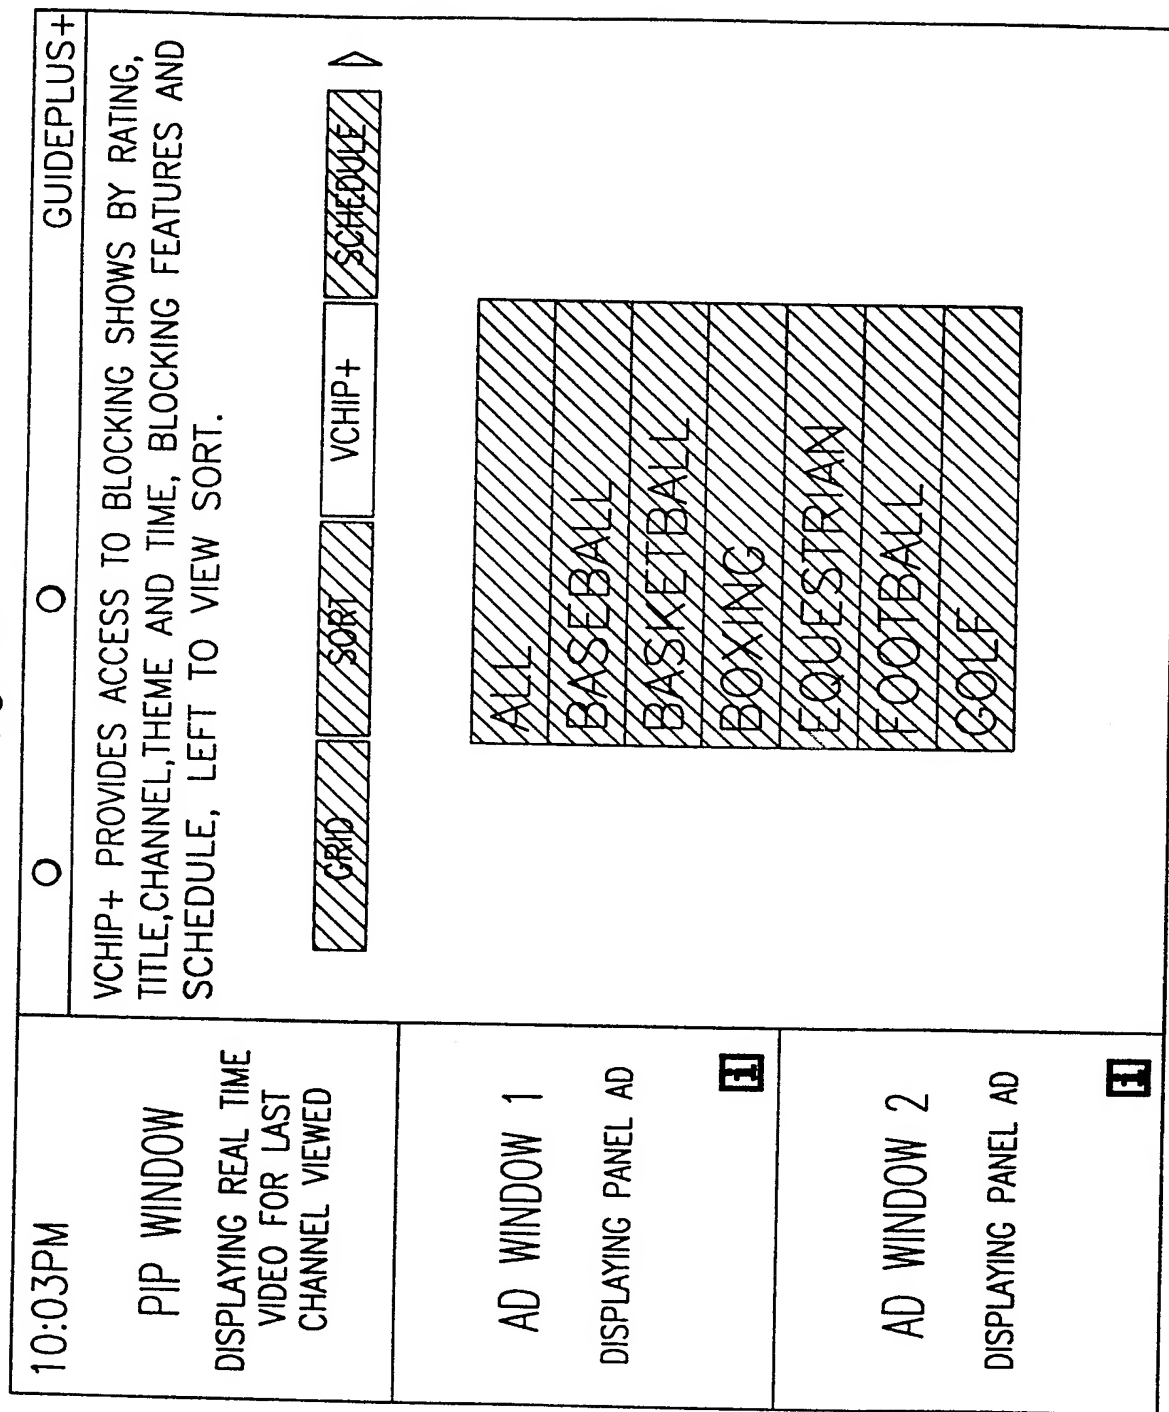 10:03PM
GUIDEPLUS+
PIP WINDOW
DISPLAYING REAL TIME
VIDEO FOR LAST
CHANNEL VIEWED
AD WINDOW 1
DISPLAYING PANEL AD
i
AD WINDOW 2
DISPLAYING PANEL AD
i
VCHIP+ PROVIDES ACCESS TO BLOCKING SHOWS BY RATING,
TITLE,CHANNEL,THEME AND TIME, BLOCKING FEATURES AND
SCHEDULE, LEFT TO VIEW SORT.
GRID SORT VCHIP+ SCHEDULE
ALL
BASEBALL
BASKETBALL
BOXING
EQUESTRIAN
FOOTBALL
GOLF